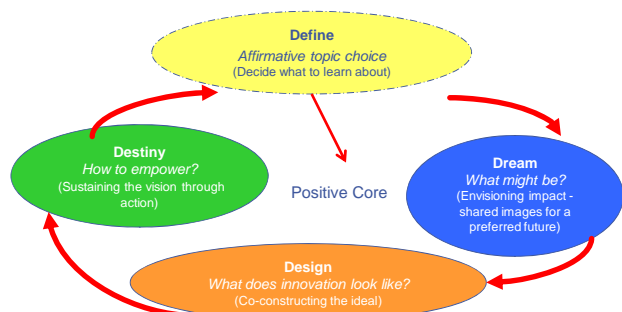 Define
Affirmative topic choice
(Decide what to learn about)
Destiny
How to empower?
(Sustaining the vision through
action)
Positive Core
Dream
What might be?
(Envisioning impact -
shared images for a
preferred future)
Design
What does innovation look like?
(Co-constructing the ideal)